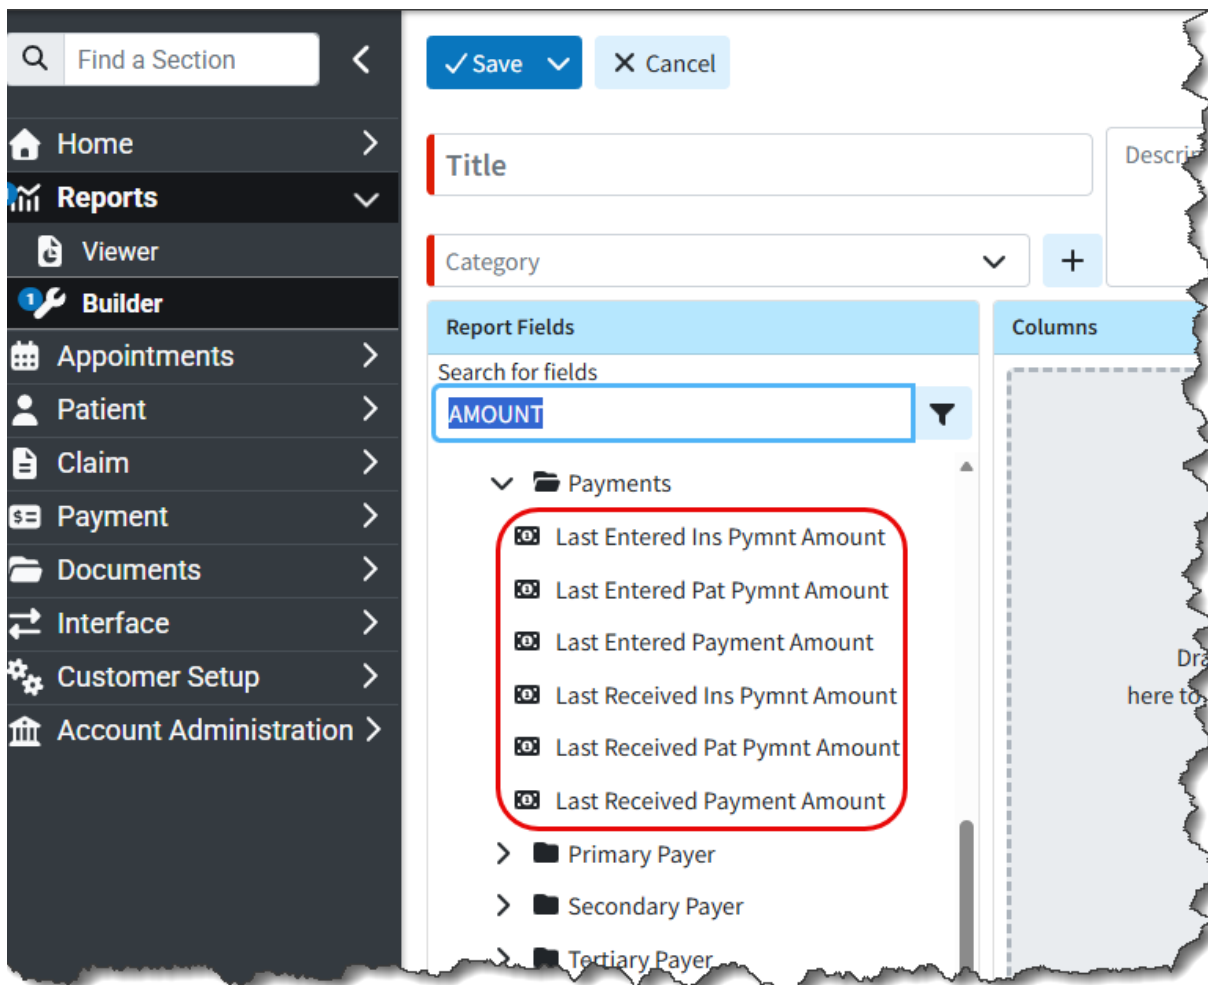 Find a Section
Home
Reports
Viewer
1
Builder
Appointments
Patient
Claim
Payment
Documents
Interface
Customer Setup
Account Administration
Save
Cancel
Title
Category
Report Fields
Columns
Search for fields
AMOUNT
Payments
Last Entered Ins Pymnt Amount
Last Entered Pat Pymnt Amount
Last Entered Payment Amount
Last Received Ins Pymnt Amount
Last Received Pat Pymnt Amount
Last Received Payment Amount
Primary Payer
Secondary Payer
Tertiary Payer
here to